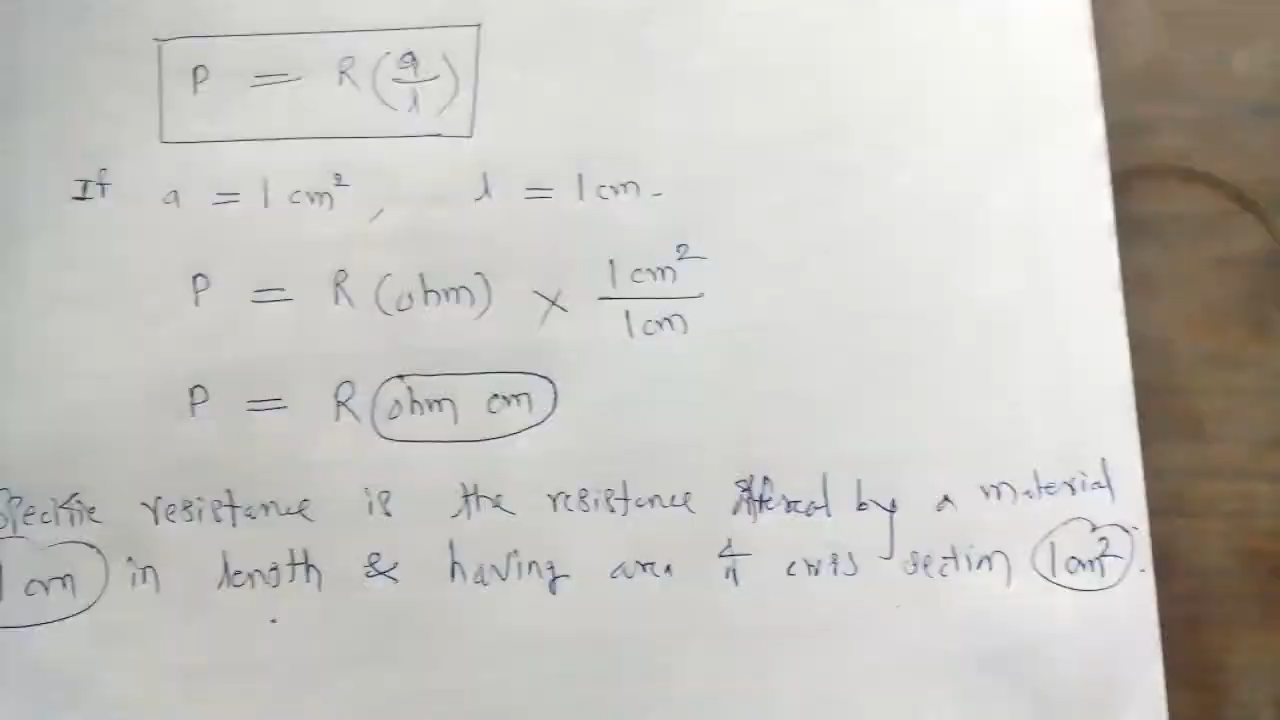 P = R (a/l)
If a = 1 cm², l = 1 cm.
P = R (ohm) × 1 cm² / 1 cm
P = R ohm cm
Specific resistance is the resistance offered by a material
1 cm in length & having area of cross section 1 cm².